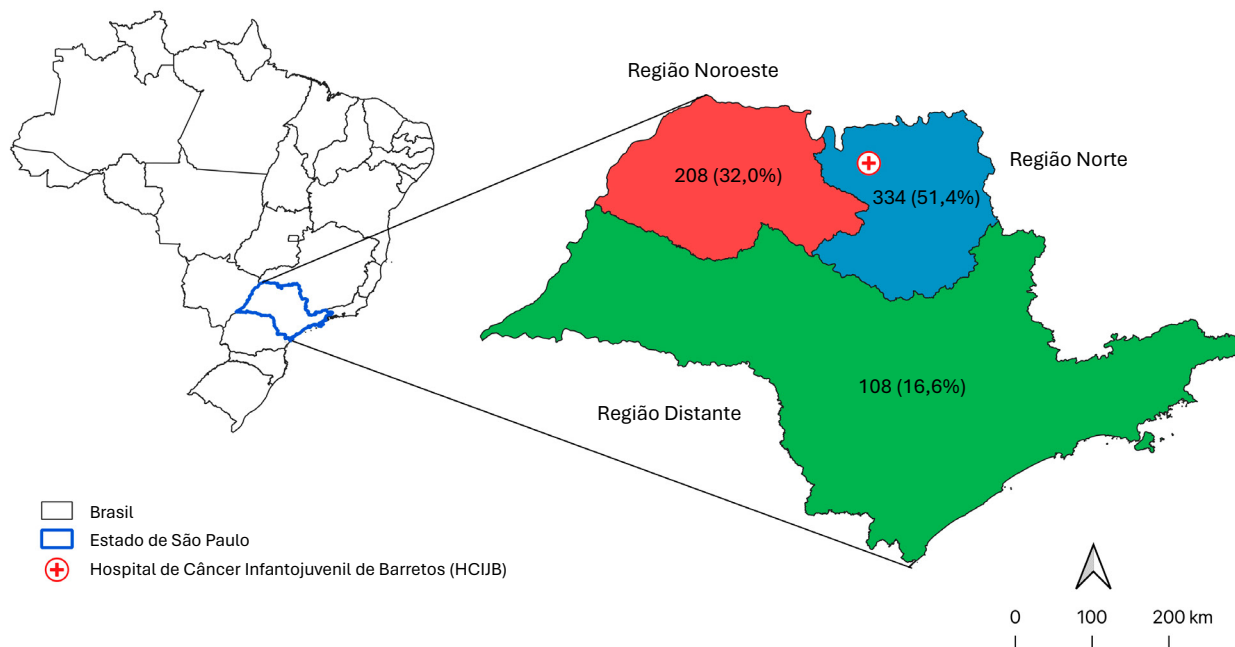 Região Noroeste
Região Norte
208 (32,0%)
334 (51,4%)
108 (16,6%)
Região Distante
Brasil
Estado de São Paulo
Hospital de Câncer Infantojuvenil de Barretos (HCIJB)
0 100 200 km